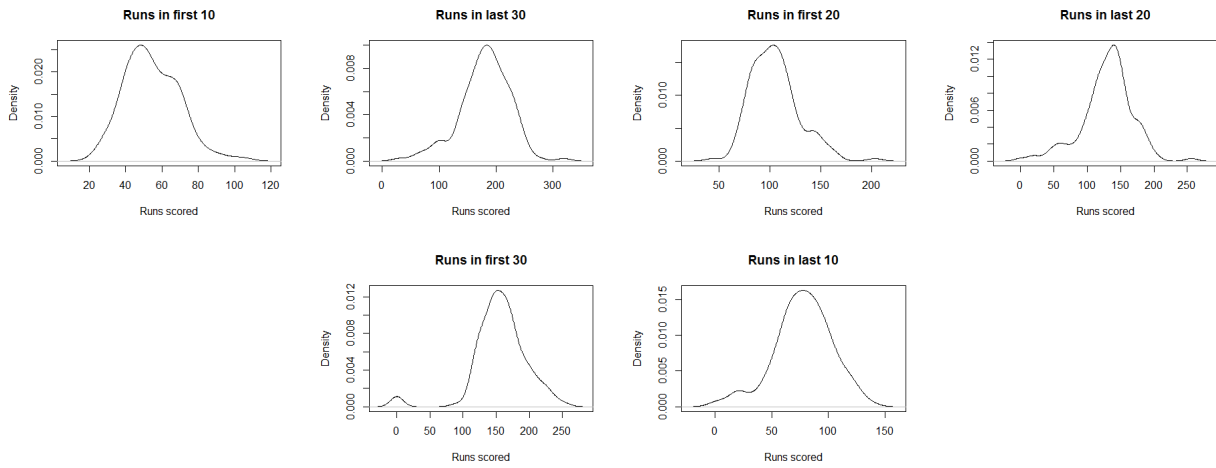 Runs in first 10
Density
0.000
0.010
0.020
20
40
60
80
100
120
Runs scored
Runs in last 30
Density
0.000
0.004
0.008
0
100
200
300
Runs scored
Runs in first 20
Density
0.000
0.010
50
100
150
200
Runs scored
Runs in last 20
Density
0.000
0.006
0.012
0
50
100
150
200
250
Runs scored
Runs in first 30
Density
0.000
0.004
0.008
0.012
0
50
100
150
200
250
Runs scored
Runs in last 10
Density
0.000
0.005
0.010
0.015
0
50
100
150
Runs scored